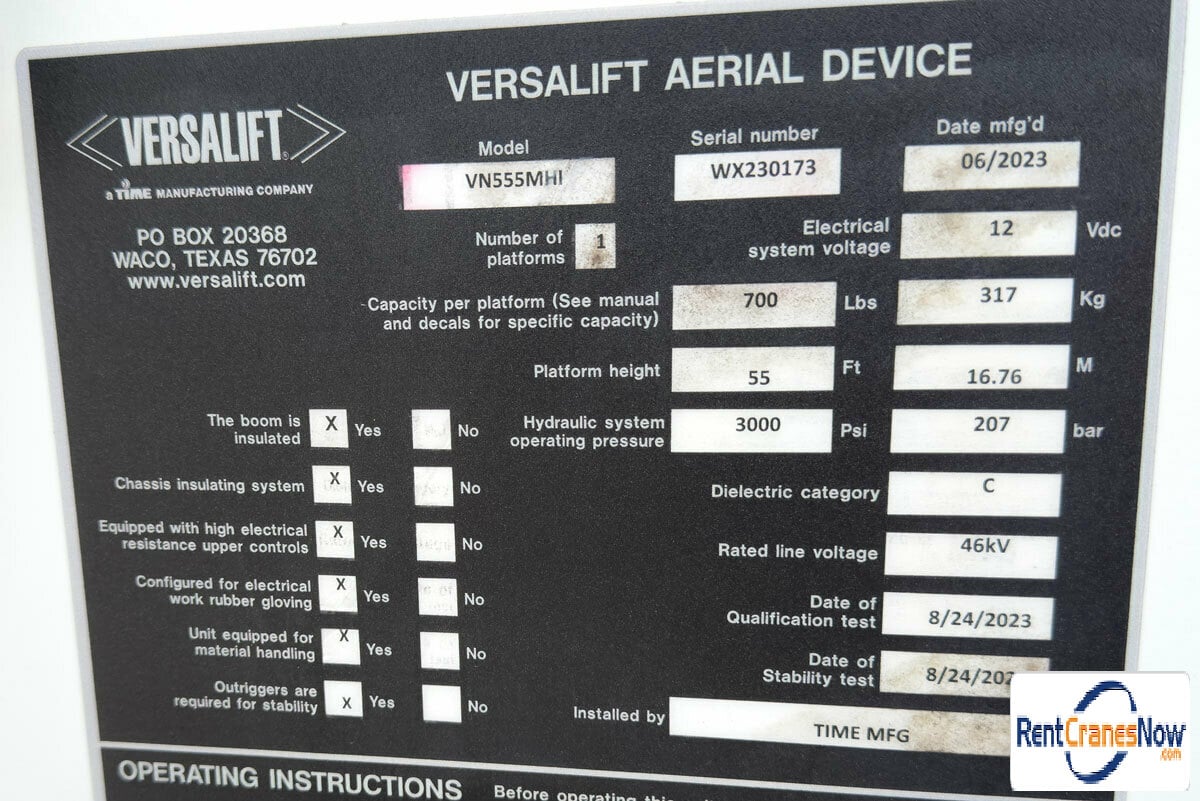 VERSALIFT AERIAL DEVICE
VERSALIFT®
a TIME MANUFACTURING COMPANY
PO BOX 20368
WACO, TEXAS 76702
www.versalift.com
Model
VN555MHI
Serial number
WX230173
Date mfg'd
06/2023
Number of
platforms
1
Electrical
system voltage
12 Vdc
Capacity per platform (See manual
and decals for specific capacity)
700 Lbs 317 Kg
Platform height 55 Ft 16.76 M
Hydraulic system
operating pressure
3000 Psi 207 bar
Dielectric category C
Rated line voltage 46kV
Date of
Qualification test
8/24/2023
Date of
Stability test
8/24/202
Installed by TIME MFG
The boom is
insulated
X Yes No
Chassis insulating system X Yes No
Equipped with high electrical
resistance upper controls
X Yes No
Configured for electrical
work rubber gloving
X Yes No
Unit equipped for
material handling
X Yes No
Outriggers are
required for stability
X Yes No
OPERATING INSTRUCTIONS
Before operating this
RentCranesNow
.com